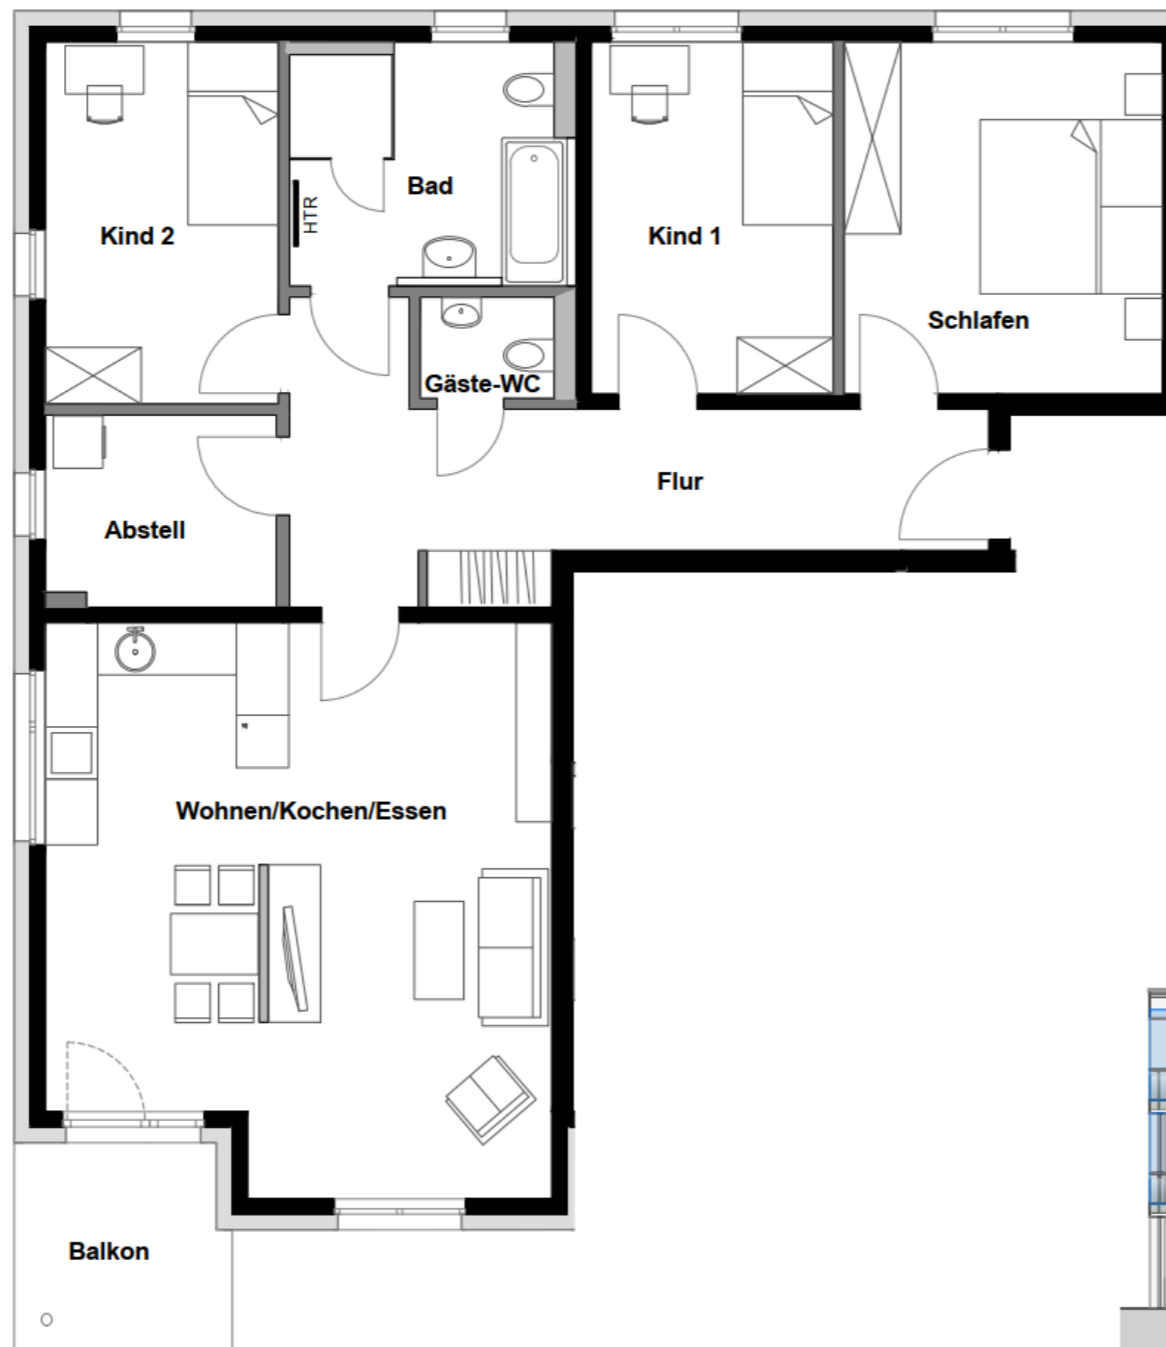 Bad
HTR
Kind 2
Kind 1
Schlafen
Gäste-WC
Flur
Abstell
Wohnen/Kochen/Essen
Balkon